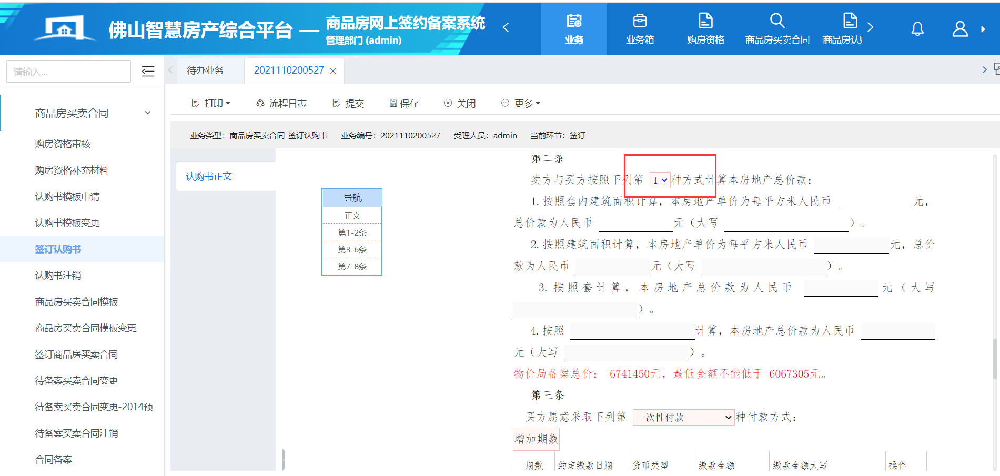 佛山智慧房产综合平台 — 商品房网上签约备案系统
管理部门 (admin)
业务
业务箱
购房资格
商品房买卖合同
商品房认
请输入...
待办业务
2021110200527
打印
流程日志
提交
保存
关闭
更多
业务类型：商品房买卖合同-签订认购书 业务编号：2021110200527 受理人员：admin 当前环节：签订
商品房买卖合同
购房资格审核
购房资格补充材料
认购书模板申请
认购书模板变更
签订认购书
认购书注销
商品房买卖合同模板
商品房买卖合同模板变更
签订商品房买卖合同
待备案买卖合同变更
待备案买卖合同变更-2014预
待备案买卖合同注销
合同备案
认购书正文
导航
正文
第1-2条
第3-6条
第7-8条
第二条
卖方与买方按照下列第 1 种方式计算本房地产总价款：
1.按照套内建筑面积计算，本房地产单价为每平方米人民币 元，
总价款为人民币 元（大写 ）。
2.按照建筑面积计算，本房地产单价为每平方米人民币 元，总价
款为人民币 元（大写 ）。
3.按照套计算，本房地产总价款为人民币 元（大写
）。
4.按照 计算，本房地产总价款为人民币
元（大写 ）。
物价局备案总价： 6741450元，最低金额不能低于 6067305元。
第三条
买方愿意采取下列第 一次性付款 种付款方式：
增加期数
期数 约定缴款日期 货币类型 缴款金额 缴款金额大写 操作